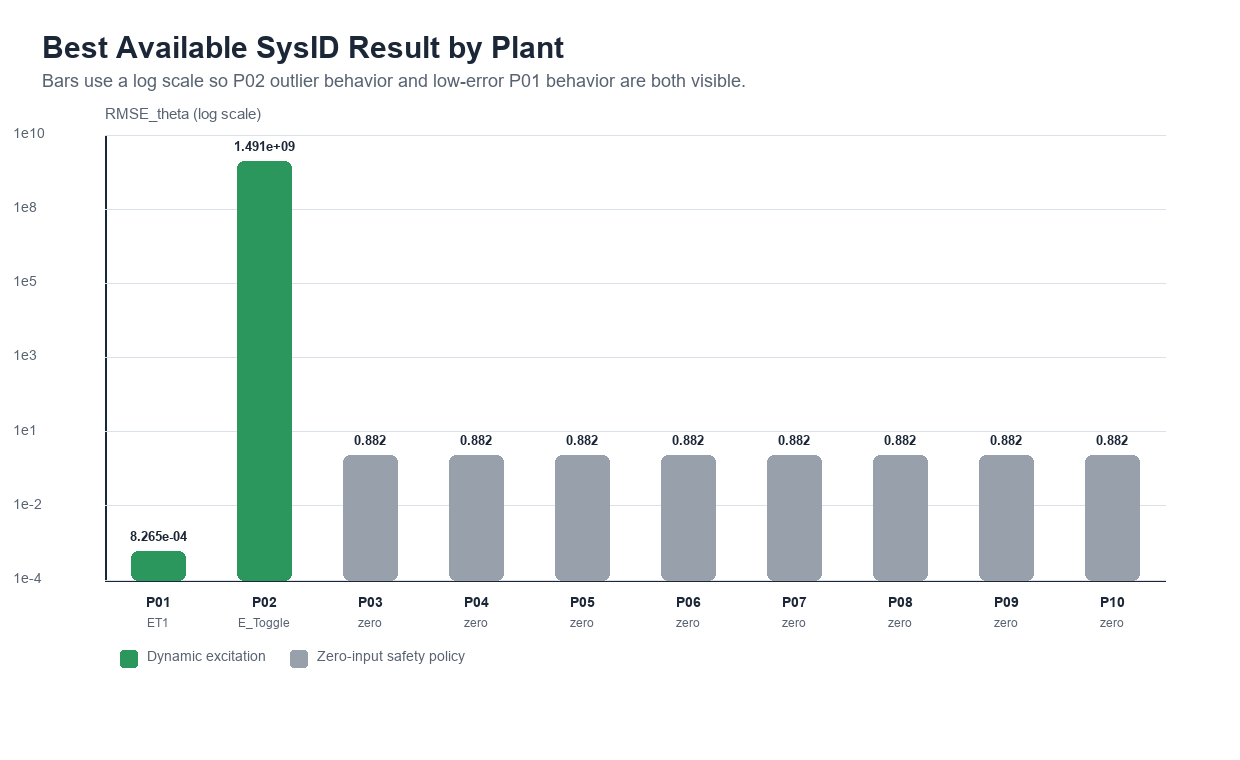 Best Available SysID Result by Plant
Bars use a log scale so P02 outlier behavior and low-error P01 behavior are both visible.
RMSE_theta (log scale)
1e10
1.491e+09
1e8
1e5
1e3
1e1
0.882 0.882 0.882 0.882 0.882 0.882 0.882 0.882
1e-2
8.265e-04
1e-4
P01 P02 P03 P04 P05 P06 P07 P08 P09 P10
ET1 E_Toggle zero zero zero zero zero zero zero zero
Dynamic excitation Zero-input safety policy